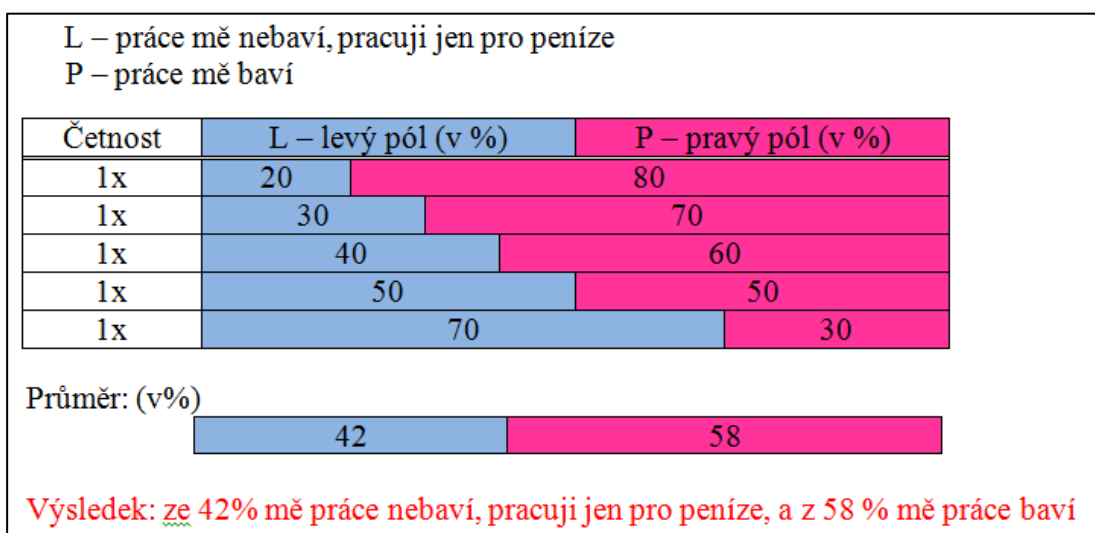 L – práce mě nebaví, pracuji jen pro peníze
P – práce mě baví
Četnost L – levý pól (v %) P – pravý pól (v %)
1x 20 80
1x 30 70
1x 40 60
1x 50 50
1x 70 30
Průměr: (v%)
42 58
Výsledek: ze 42% mě práce nebaví, pracuji jen pro peníze, a z 58 % mě práce baví